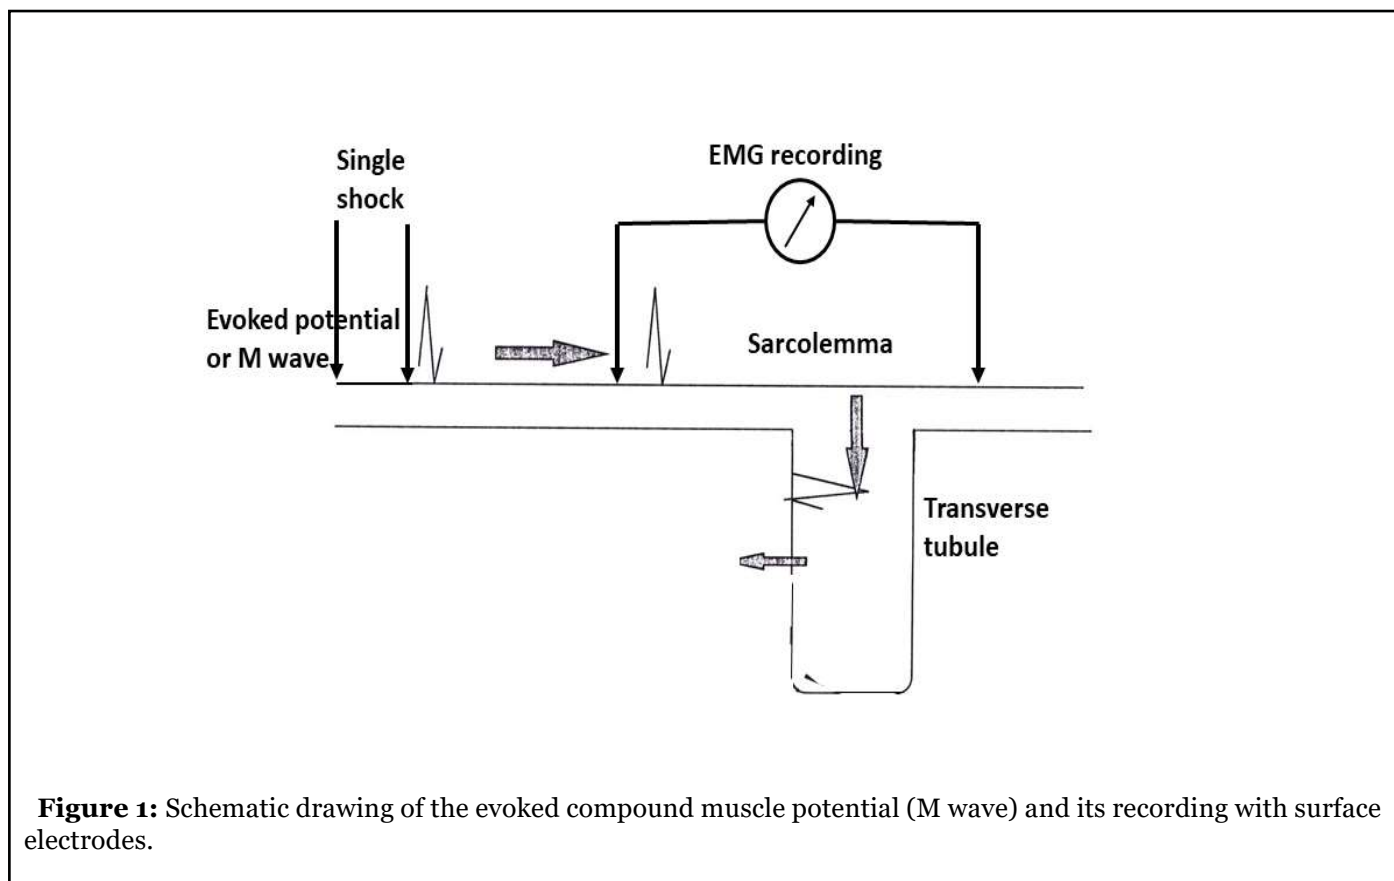 Single
shock
EMG recording
Evoked potential
or M wave
Sarcolemma
Transverse
tubule
Figure 1: Schematic drawing of the evoked compound muscle potential (M wave) and its recording with surface
electrodes.